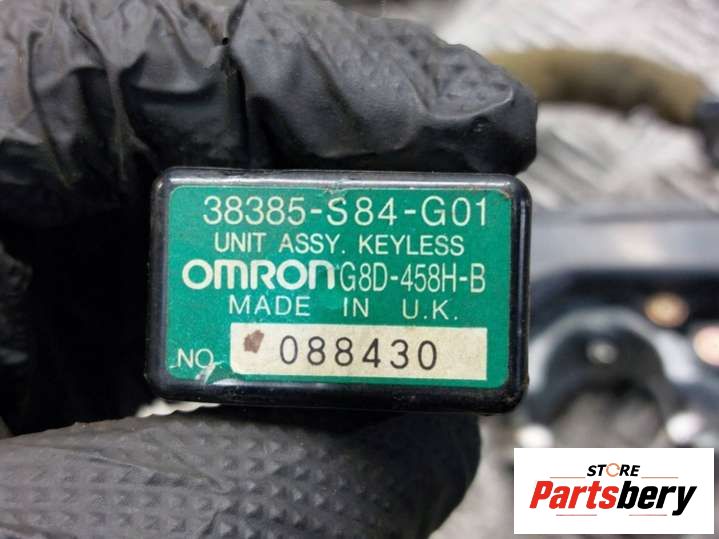 38385-S84-G01
UNIT ASSY. KEYLESS
OMRON G8D-458H-B
MADE IN U.K.
NO. 088430
STORE
Partsbery